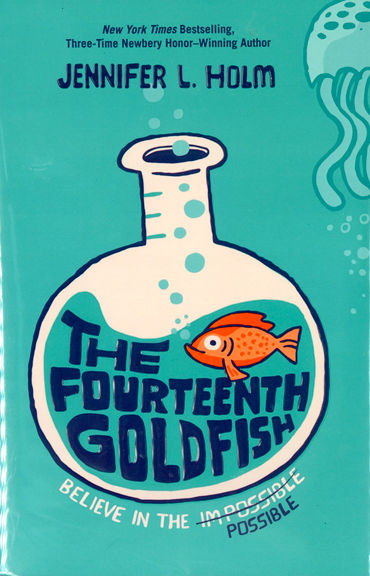 New York Times Bestselling,
Three-Time Newbery Honor–Winning Author
JENNIFER L. HOLM
THE
FOURTEENTH
GOLDFISH
BELIEVE IN THE IMPOSSIBLE
POSSIBLE